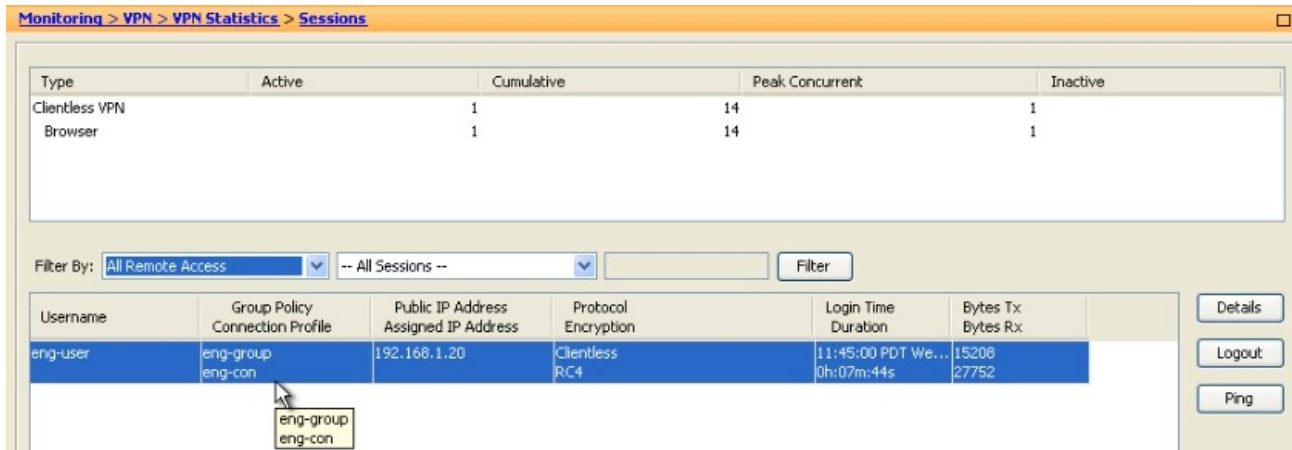 Monitoring > VPN > VPN Statistics > Sessions
Type Active Cumulative Peak Concurrent Inactive
Clientless VPN 1 14 1
Browser 1 14 1
Filter By: All Remote Access -- All Sessions -- Filter
Username Group Policy Public IP Address Protocol Login Time Bytes Tx
Connection Profile Assigned IP Address Encryption Duration Bytes Rx
Details
eng-user eng-group 192.168.1.20 Clientless 11:45:00 PDT We... 15208
eng-con RC4 0h:07m:44s 27752
Logout
Ping
eng-group
eng-con